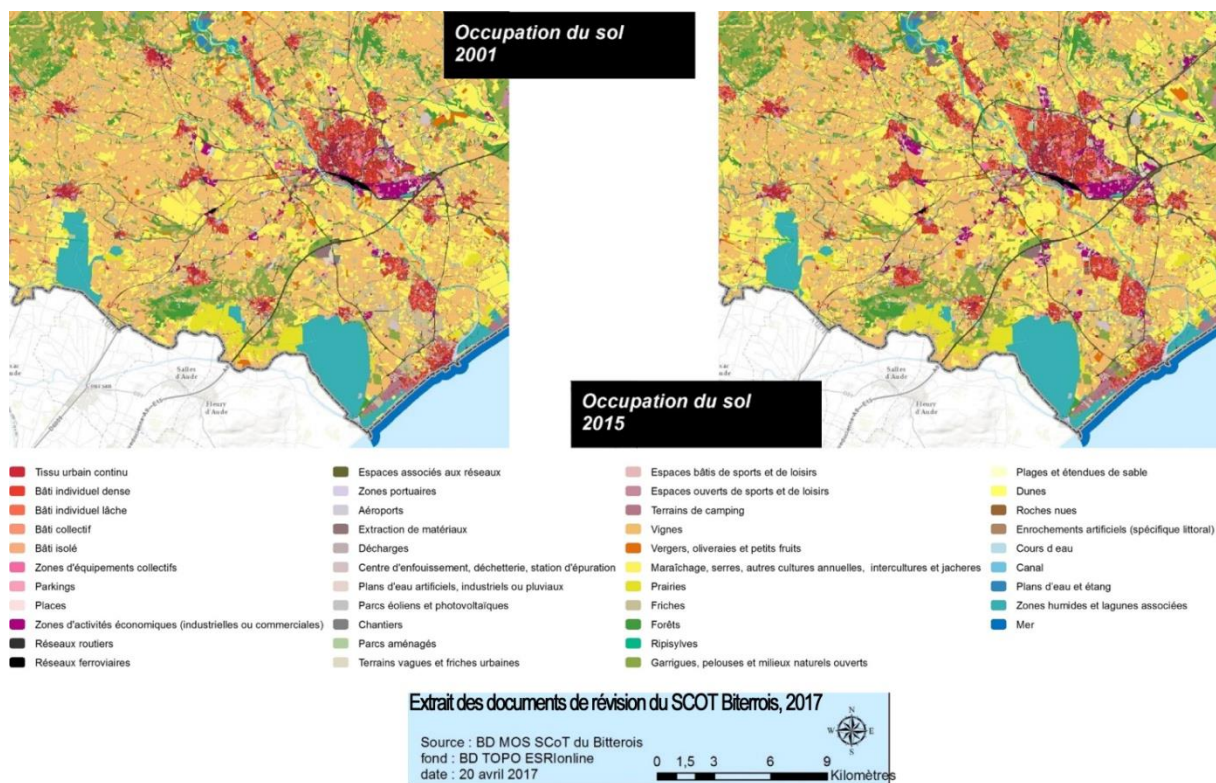 Occupation du sol
2001
Occupation du sol
2015
Salles
d'Aude
Fleury
d'Aude
Salles
d'Aude
Fleury
d'Aude
Tissu urbain continu
Bâti individuel dense
Bâti individuel lâche
Bâti collectif
Bâti isolé
Zones d'équipements collectifs
Parkings
Places
Zones d'activités économiques (industrielles ou commerciales)
Réseaux routiers
Réseaux ferroviaires
Espaces associés aux réseaux
Zones portuaires
Aéroports
Extraction de matériaux
Décharges
Centre d'enfouissement, déchetterie, station d'épuration
Plans d'eau artificiels, industriels ou pluviaux
Parcs éoliens et photovoltaïques
Chantiers
Parcs aménagés
Terrains vagues et friches urbaines
Espaces bâtis de sports et de loisirs
Espaces ouverts de sports et de loisirs
Terrains de camping
Vignes
Vergers, oliveraies et petits fruits
Maraîchage, serres, autres cultures annuelles, intercultures et jacheres
Prairies
Friches
Forêts
Ripisylves
Garrigues, pelouses et milieux naturels ouverts
Plages et étendues de sable
Dunes
Roches nues
Enrochements artificiels (spécifique littoral)
Cours d eau
Canal
Plans d'eau et étang
Zones humides et lagunes associées
Mer
Extrait des documents de révision du SCOT Biterrois, 2017
Source : BD MOS SCoT du Bitterois
fond : BD TOPO ESRIonline
date : 20 avril 2017
N
W E
S
0 1,5 3 6 9
Kilomètres